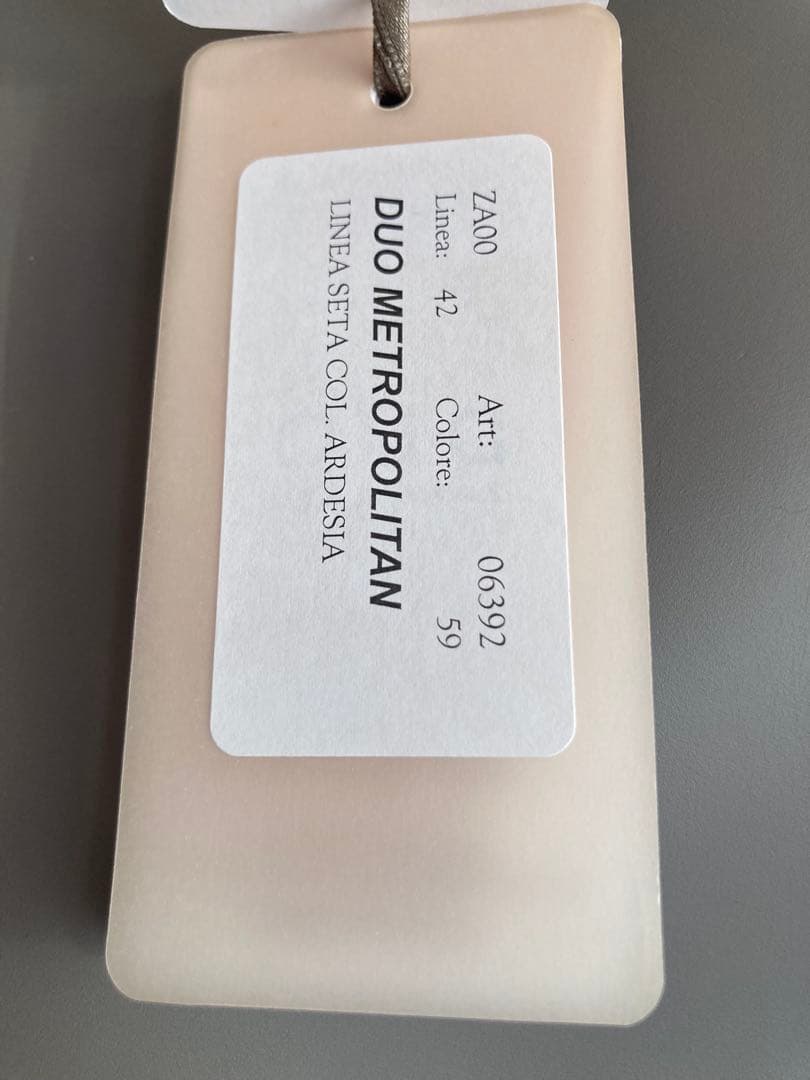 ZA00 Art: 06392
Linea: 42 Colore: 59
DUO METROPOLITAN
LINEA SETA COL. ARDESIA